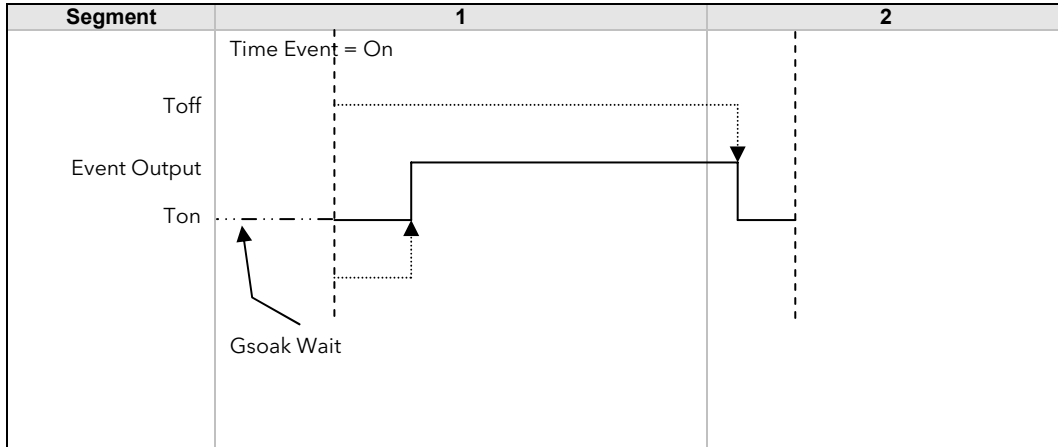 Segment 1 2
Time Event = On
Toff
Event Output
Ton
Gsoak Wait